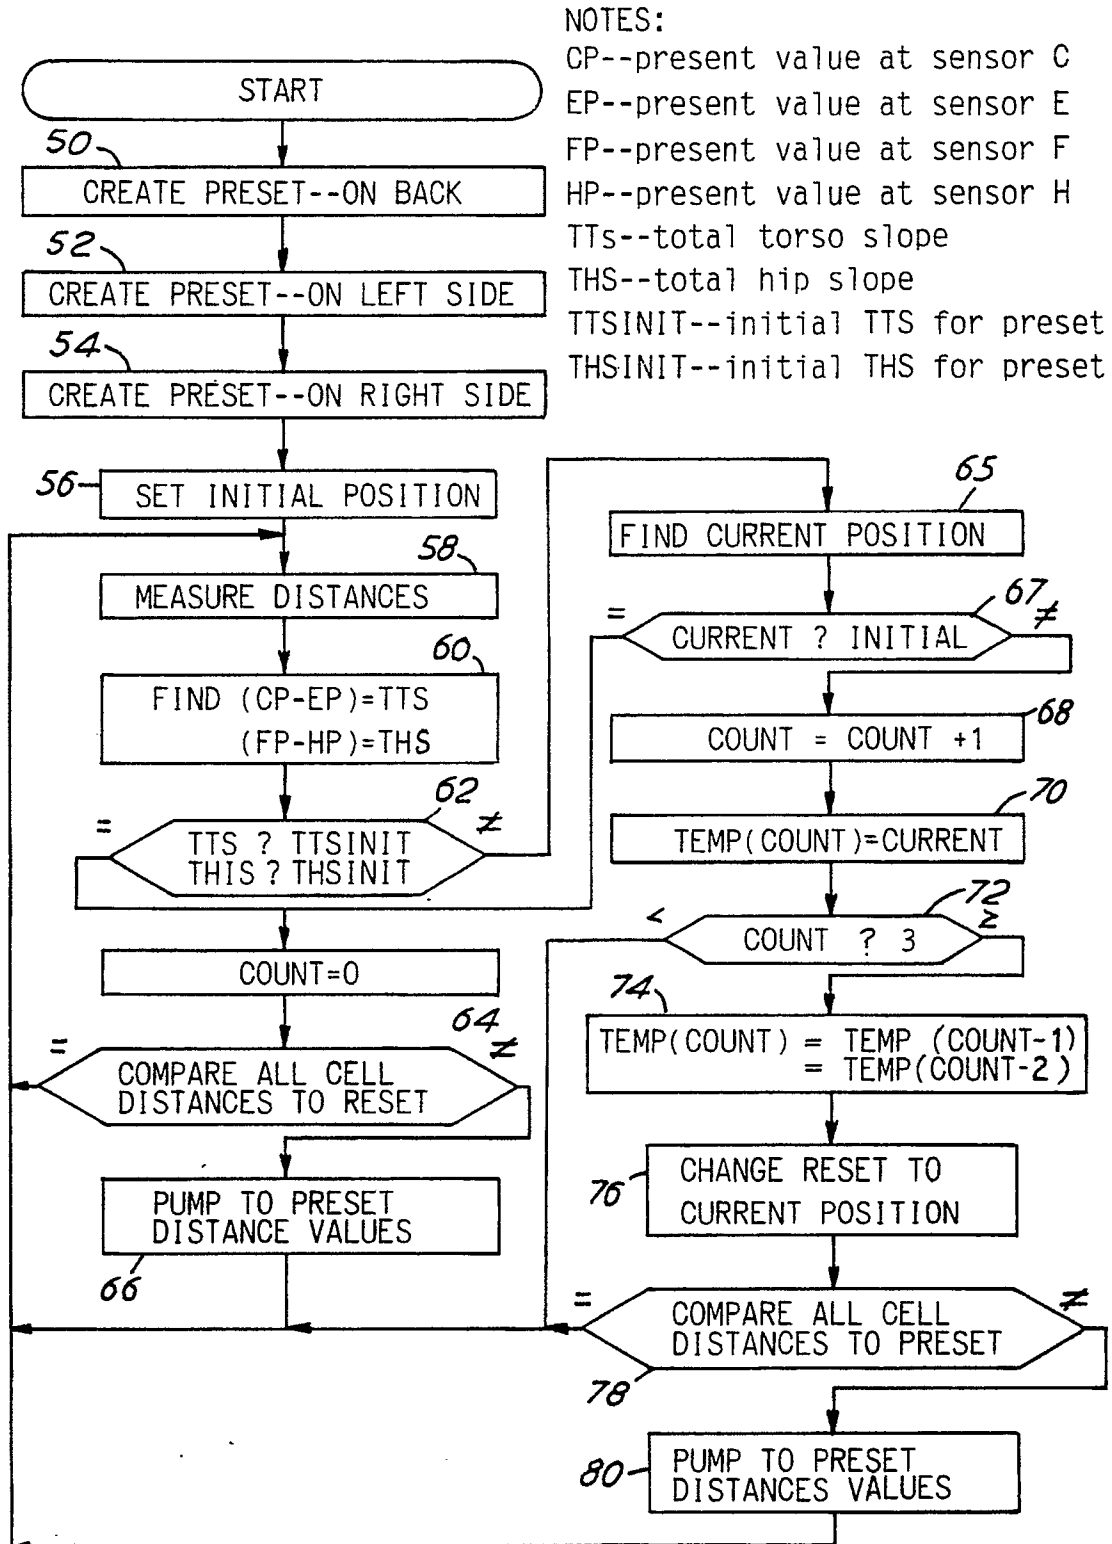 NOTES:
CP--present value at sensor C
EP--present value at sensor E
FP--present value at sensor F
HP--present value at sensor H
TTs--total torso slope
THS--total hip slope
TTSINIT--initial TTS for preset
THSINIT--initial THS for preset
START
50
CREATE PRESET--ON BACK
52
CREATE PRESET--ON LEFT SIDE
54
CREATE PRESET--ON RIGHT SIDE
56
SET INITIAL POSITION
58
MEASURE DISTANCES
60
FIND (CP-EP)=TTS
(FP-HP)=THS
62
= ≠
TTS ? TTSINIT
THIS ? THSINIT
COUNT=0
64
= ≠
COMPARE ALL CELL
DISTANCES TO RESET
PUMP TO PRESET
DISTANCE VALUES
66
65
FIND CURRENT POSITION
67
= ≠
CURRENT ? INITIAL
68
COUNT = COUNT +1
70
TEMP(COUNT)=CURRENT
72
< ≥
COUNT ? 3
74
TEMP(COUNT) = TEMP (COUNT-1)
= TEMP(COUNT-2)
76
CHANGE RESET TO
CURRENT POSITION
= ≠
COMPARE ALL CELL
DISTANCES TO PRESET
78
80
PUMP TO PRESET
DISTANCES VALUES